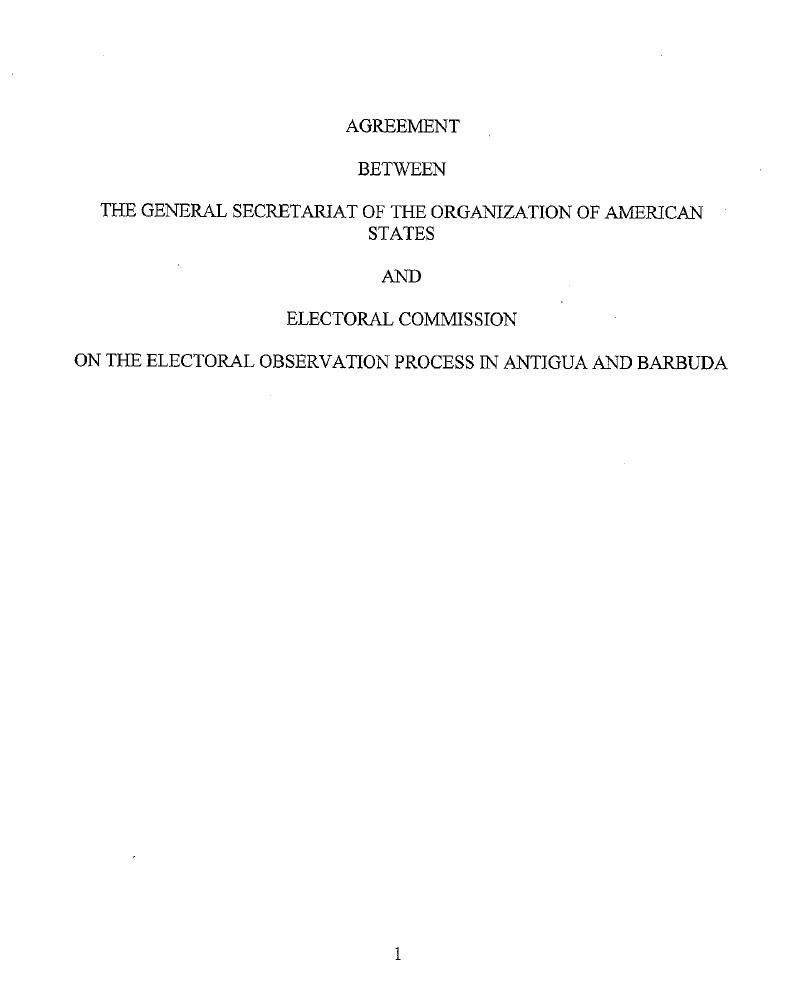 AGREEMENT
BETWEEN
THE GENERAL SECRETARIAT OF THE ORGANIZATION OF AMERICAN
STATES
AND
ELECTORAL COMMISSION
ON THE ELECTORAL OBSERVATION PROCESS IN ANTIGUA AND BARBUDA
1